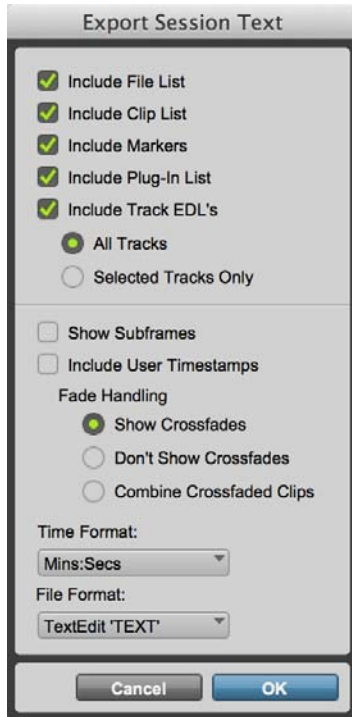 Export Session Text
Include File List
Include Clip List
Include Markers
Include Plug-In List
Include Track EDL's
All Tracks
Selected Tracks Only
Show Subframes
Include User Timestamps
Fade Handling
Show Crossfades
Don't Show Crossfades
Combine Crossfaded Clips
Time Format:
Mins:Secs
File Format:
TextEdit 'TEXT'
Cancel OK